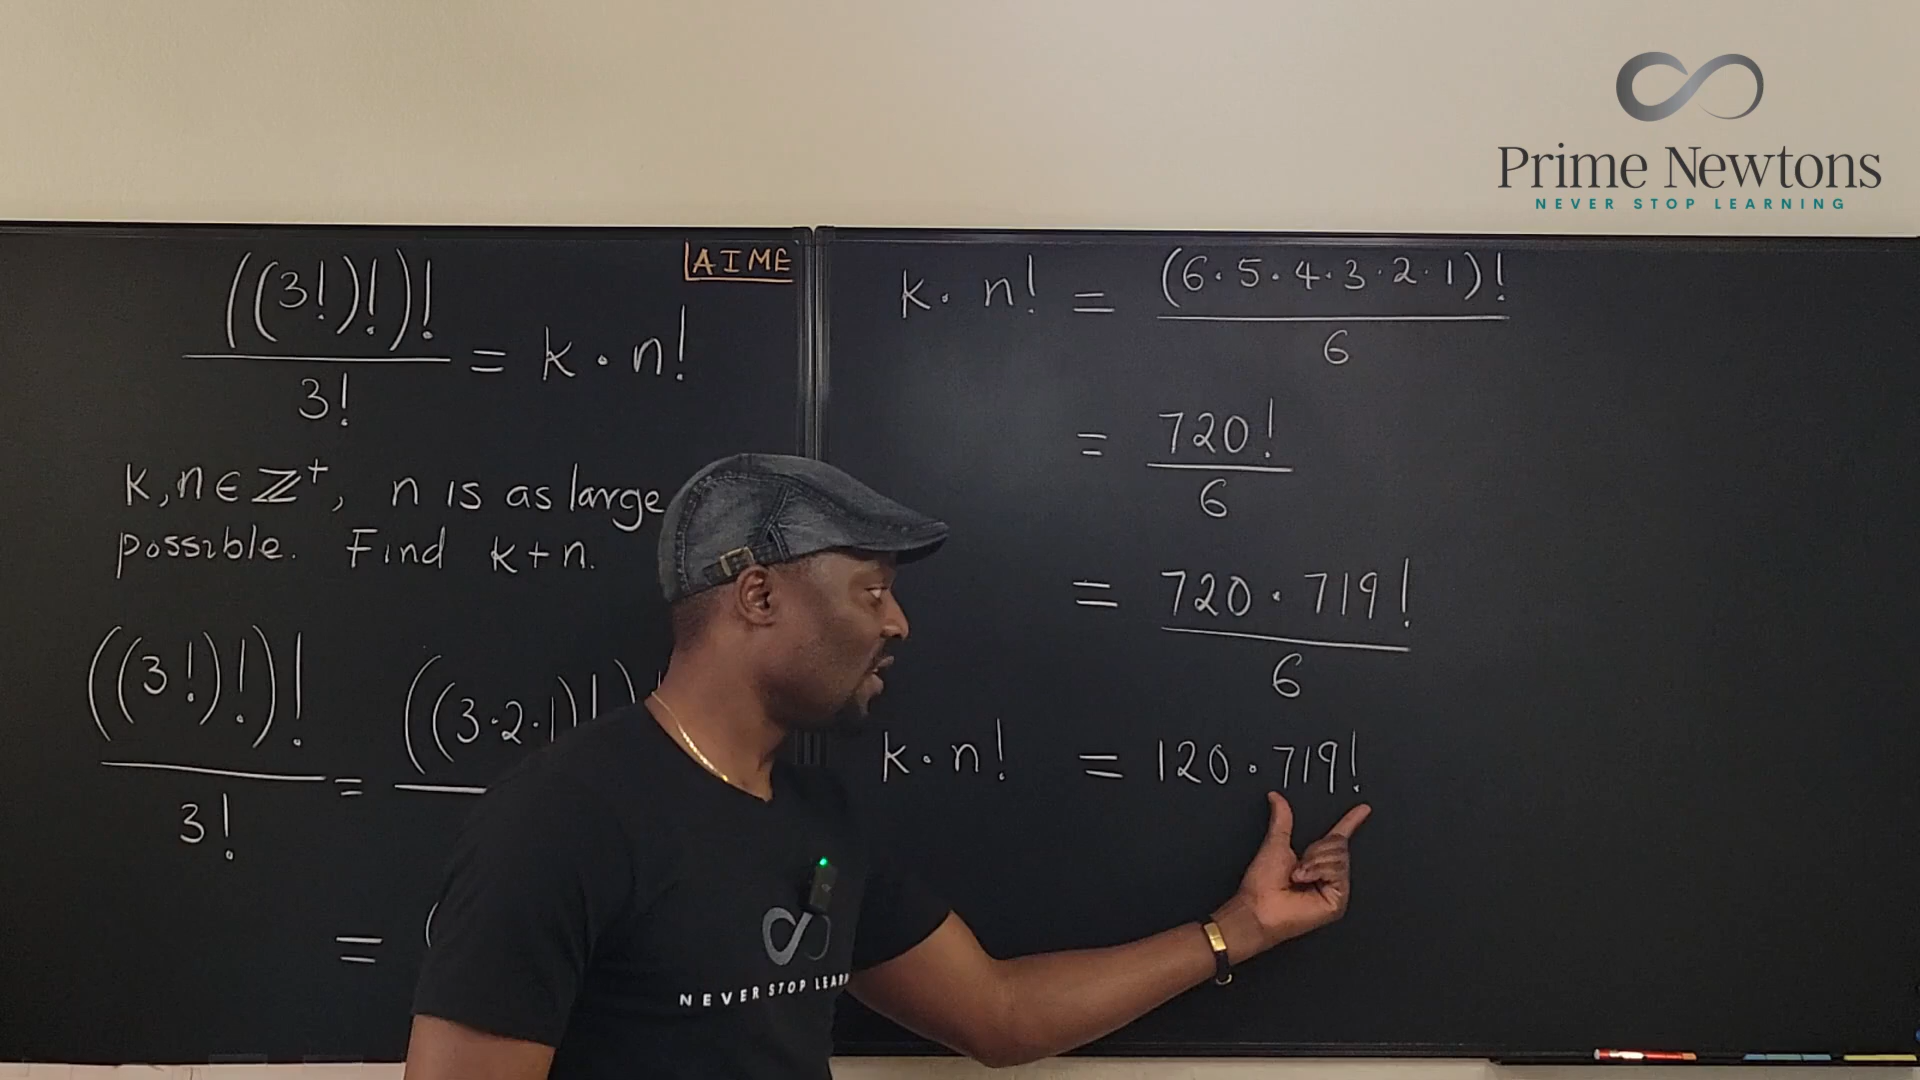 Prime Newtons
NEVER STOP LEARNING
AIME
((3!)!)!
3!
= k · n!
k, n ∈ ℤ⁺, n is as large
possible. Find k + n.
((3!)!)!
3!
= ((3·2·1)!)
= (
k · n! = (6·5·4·3·2·1)!
6
= 720!
6
= 720 · 719!
6
k · n! = 120 · 719!
NEVER STOP LEAR